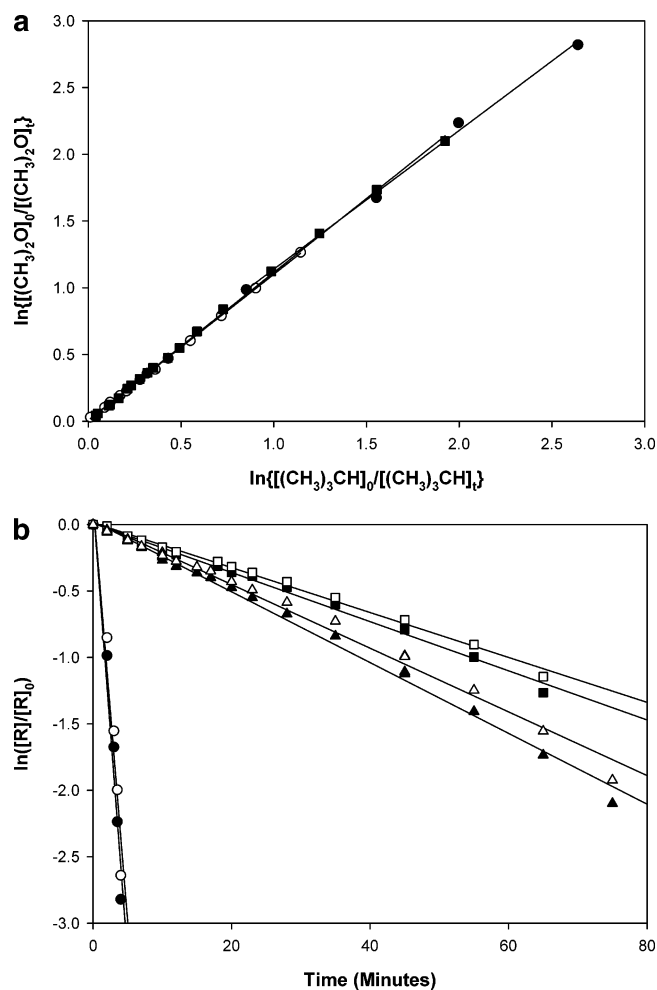 a
3.0
2.5
2.0
1.5
1.0
0.5
0.0
ln{[(CH3)2O]0/[(CH3)2O]t}
0.0 0.5 1.0 1.5 2.0 2.5 3.0
ln{[(CH3)3CH]0/[(CH3)3CH]t}
b
0.0
-0.5
-1.0
-1.5
-2.0
-2.5
-3.0
ln([R]/[R]0)
0 20 40 60 80
Time (Minutes)